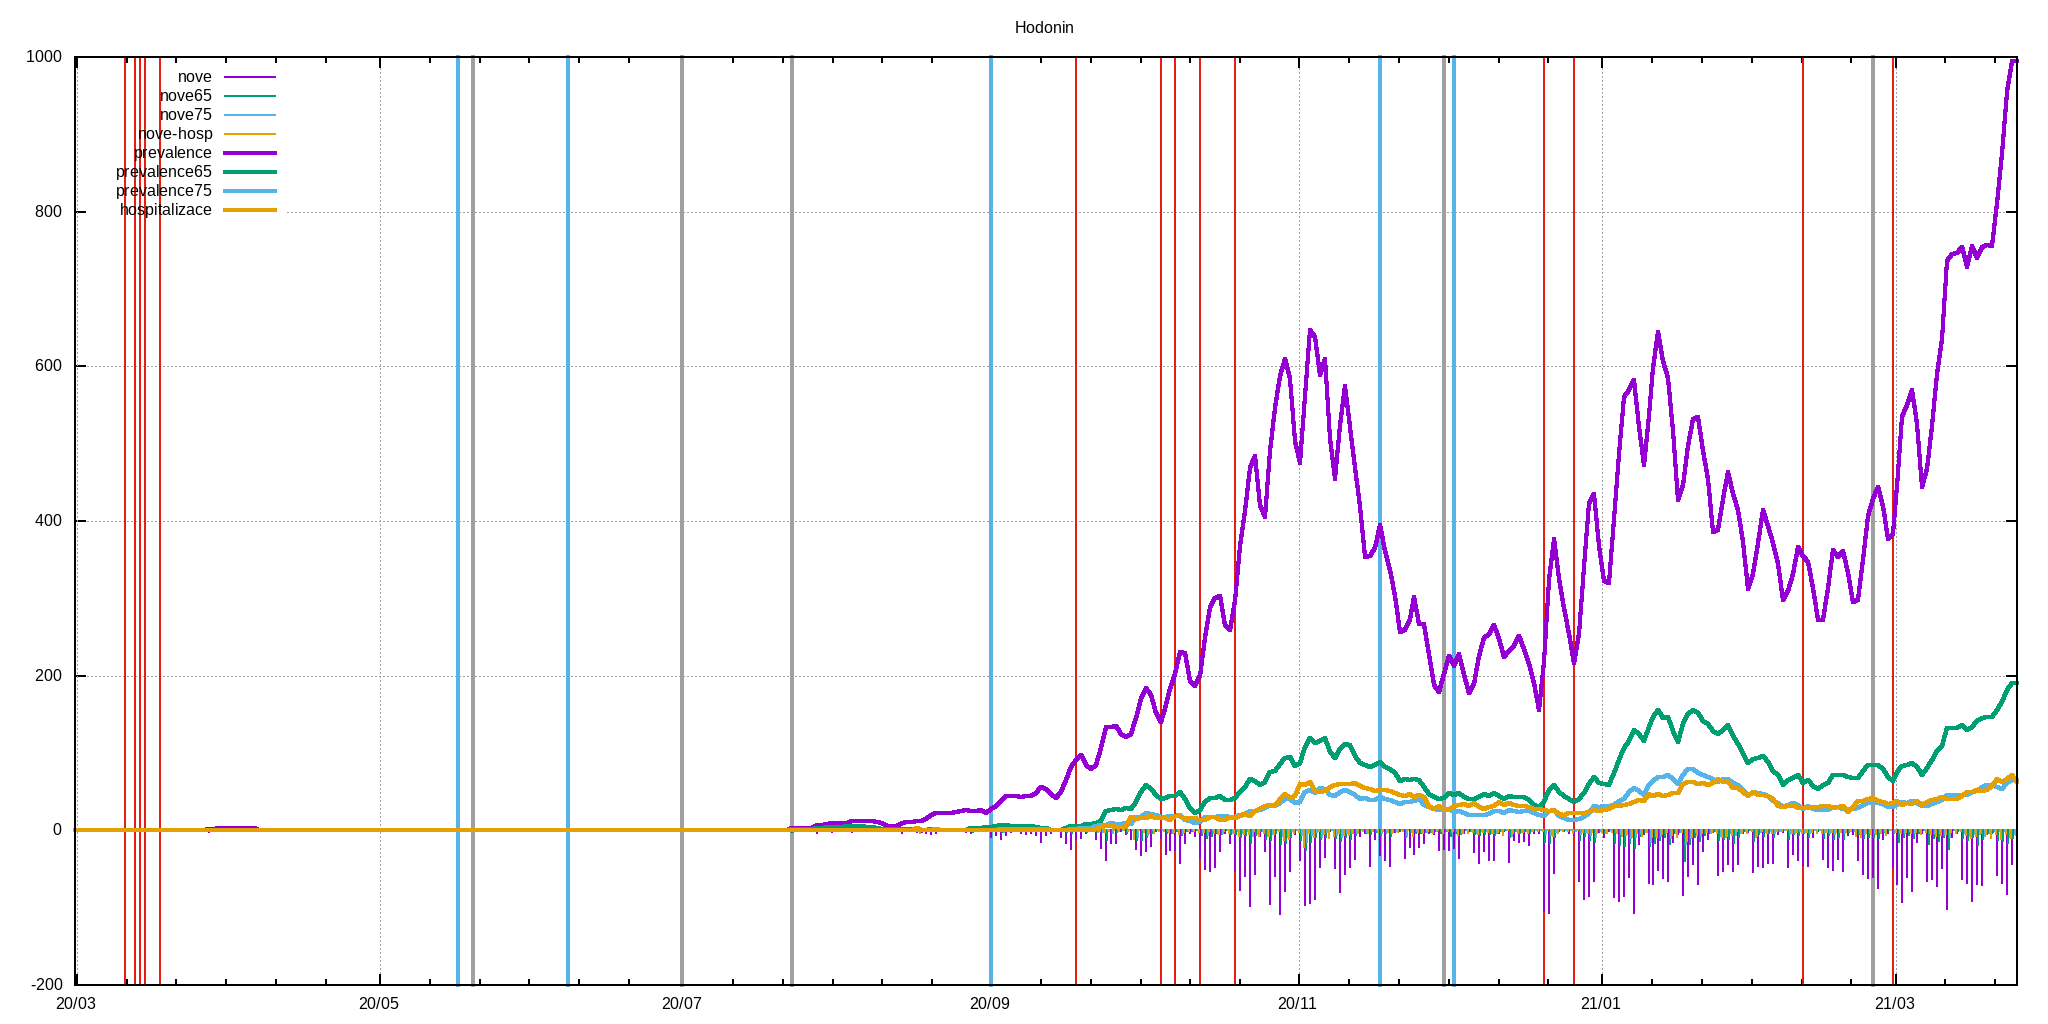 Hodonin
1000
800
600
400
200
0
-200
nove
nove65
nove75
nove-hosp
prevalence
prevalence65
prevalence75
hospitalizace
20/03 20/05 20/07 20/09 20/11 21/01 21/03